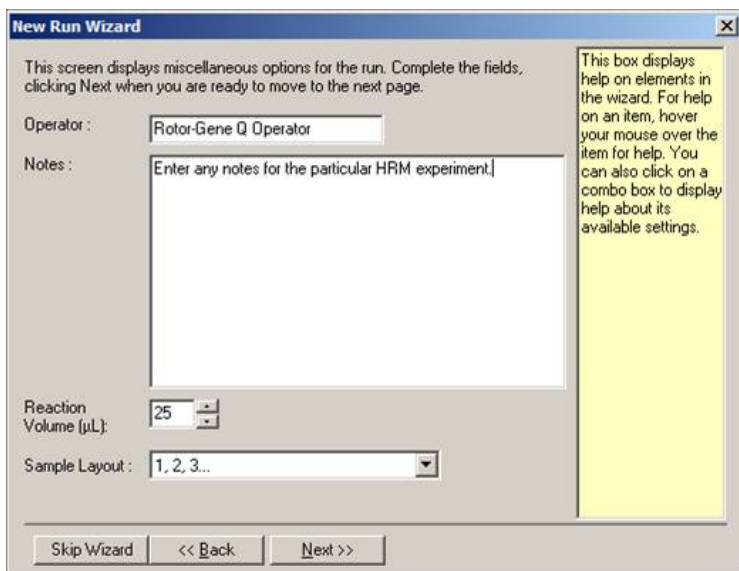 New Run Wizard
This screen displays miscellaneous options for the run. Complete the fields,
clicking Next when you are ready to move to the next page.
Operator :
Rotor-Gene Q Operator
Notes :
Enter any notes for the particular HRM experiment.
Reaction
Volume (µL):
25
Sample Layout :
1, 2, 3...
This box displays
help on elements in
the wizard. For help
on an item, hover
your mouse over the
item for help. You
can also click on a
combo box to display
help about its
available settings.
Skip Wizard
<< Back
Next >>